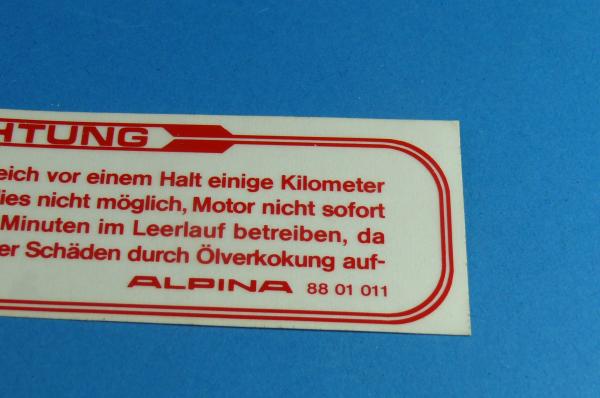 HTUNG
eich vor einem Halt einige Kilometer
ies nicht möglich, Motor nicht sofort
Minuten im Leerlauf betreiben, da
er Schäden durch Ölverkokung auf-
ALPINA 88 01 011